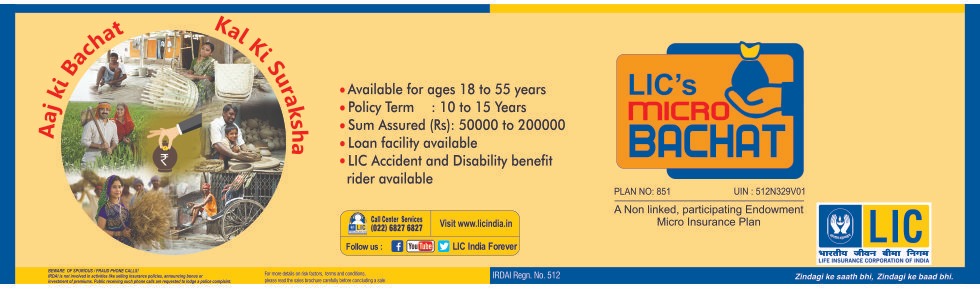 Aaj ki Bachat
Kal Ki Suraksha
₹
• Available for ages 18 to 55 years
• Policy Term : 10 to 15 Years
• Sum Assured (Rs): 50000 to 200000
• Loan facility available
• LIC Accident and Disability benefit
rider available
LIC
Call Center Services
(022) 6827 6827
Visit www.licindia.in
Follow us : f YouTube LIC India Forever
LIC's
MICRO
BACHAT
PLAN NO: 851 UIN : 512N329V01
A Non linked, participating Endowment
Micro Insurance Plan
LIC
भारतीय जीवन बीमा निगम
LIFE INSURANCE CORPORATION OF INDIA
BEWARE OF SPURIOUS / FRAUD PHONE CALLS!
IRDAI is not involved in activities like selling insurance policies, announcing bonus or
investment of premiums. Public receiving such phone calls are requested to lodge a police complaint.
For more details on risk factors, terms and conditions,
please read the sales brochure carefully before concluding a sale.
IRDAI Regn. No. 512
Zindagi ke saath bhi, Zindagi ke baad bhi.